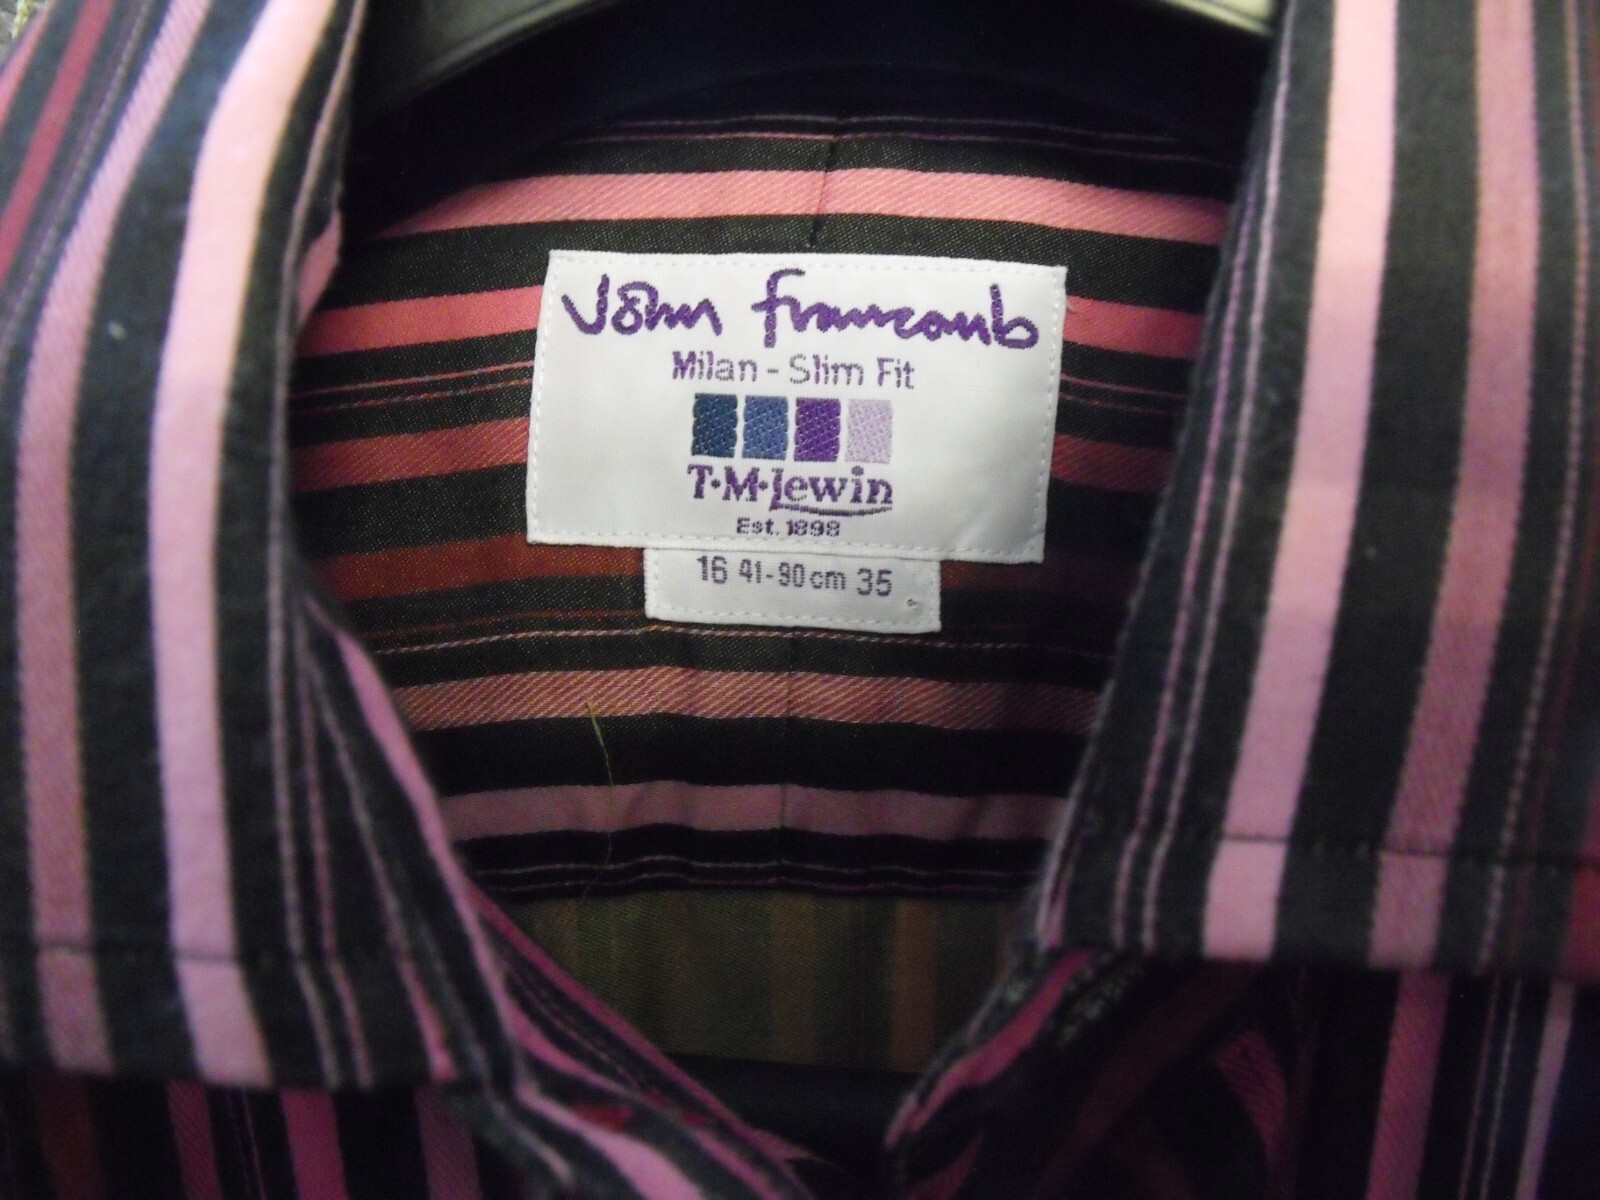 John Francomb
Milan - Slim Fit
T·M·Lewin
Est. 1898
16 41-90cm 35